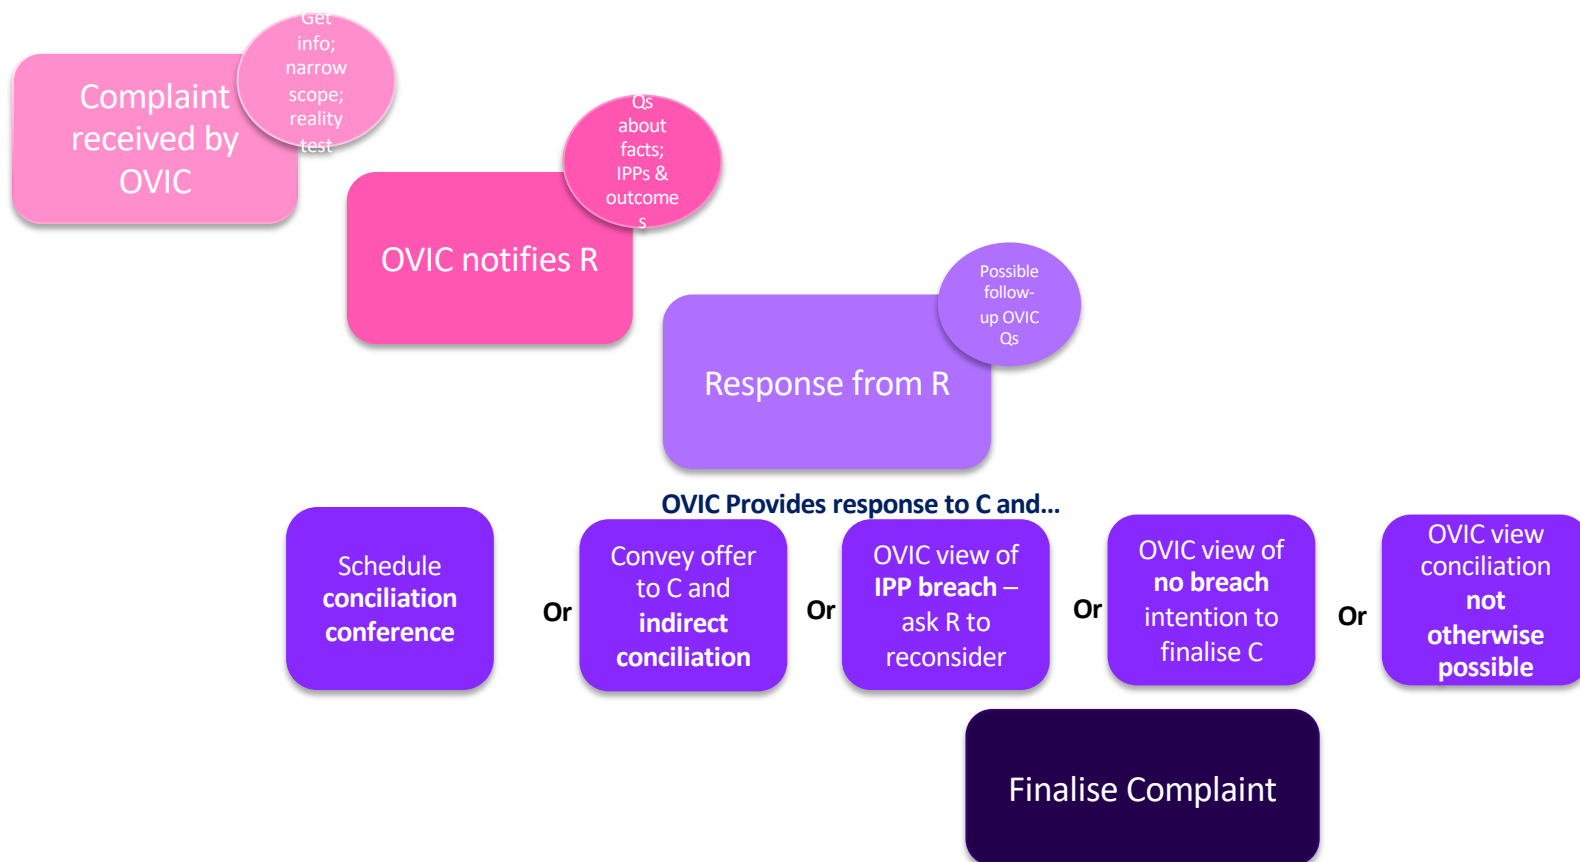 Get
info;
narrow
scope;
reality
test
Complaint
received by
OVIC
Qs
about
facts;
IPPs &
outcome
s
OVIC notifies R
Possible
follow-
up OVIC
Qs
Response from R
OVIC Provides response to C and...
Schedule
conciliation
conference
Or
Convey offer
to C and
indirect
conciliation
Or
OVIC view of
IPP breach –
ask R to
reconsider
Or
OVIC view of
no breach
intention to
finalise C
Or
OVIC view
conciliation
not
otherwise
possible
Finalise Complaint